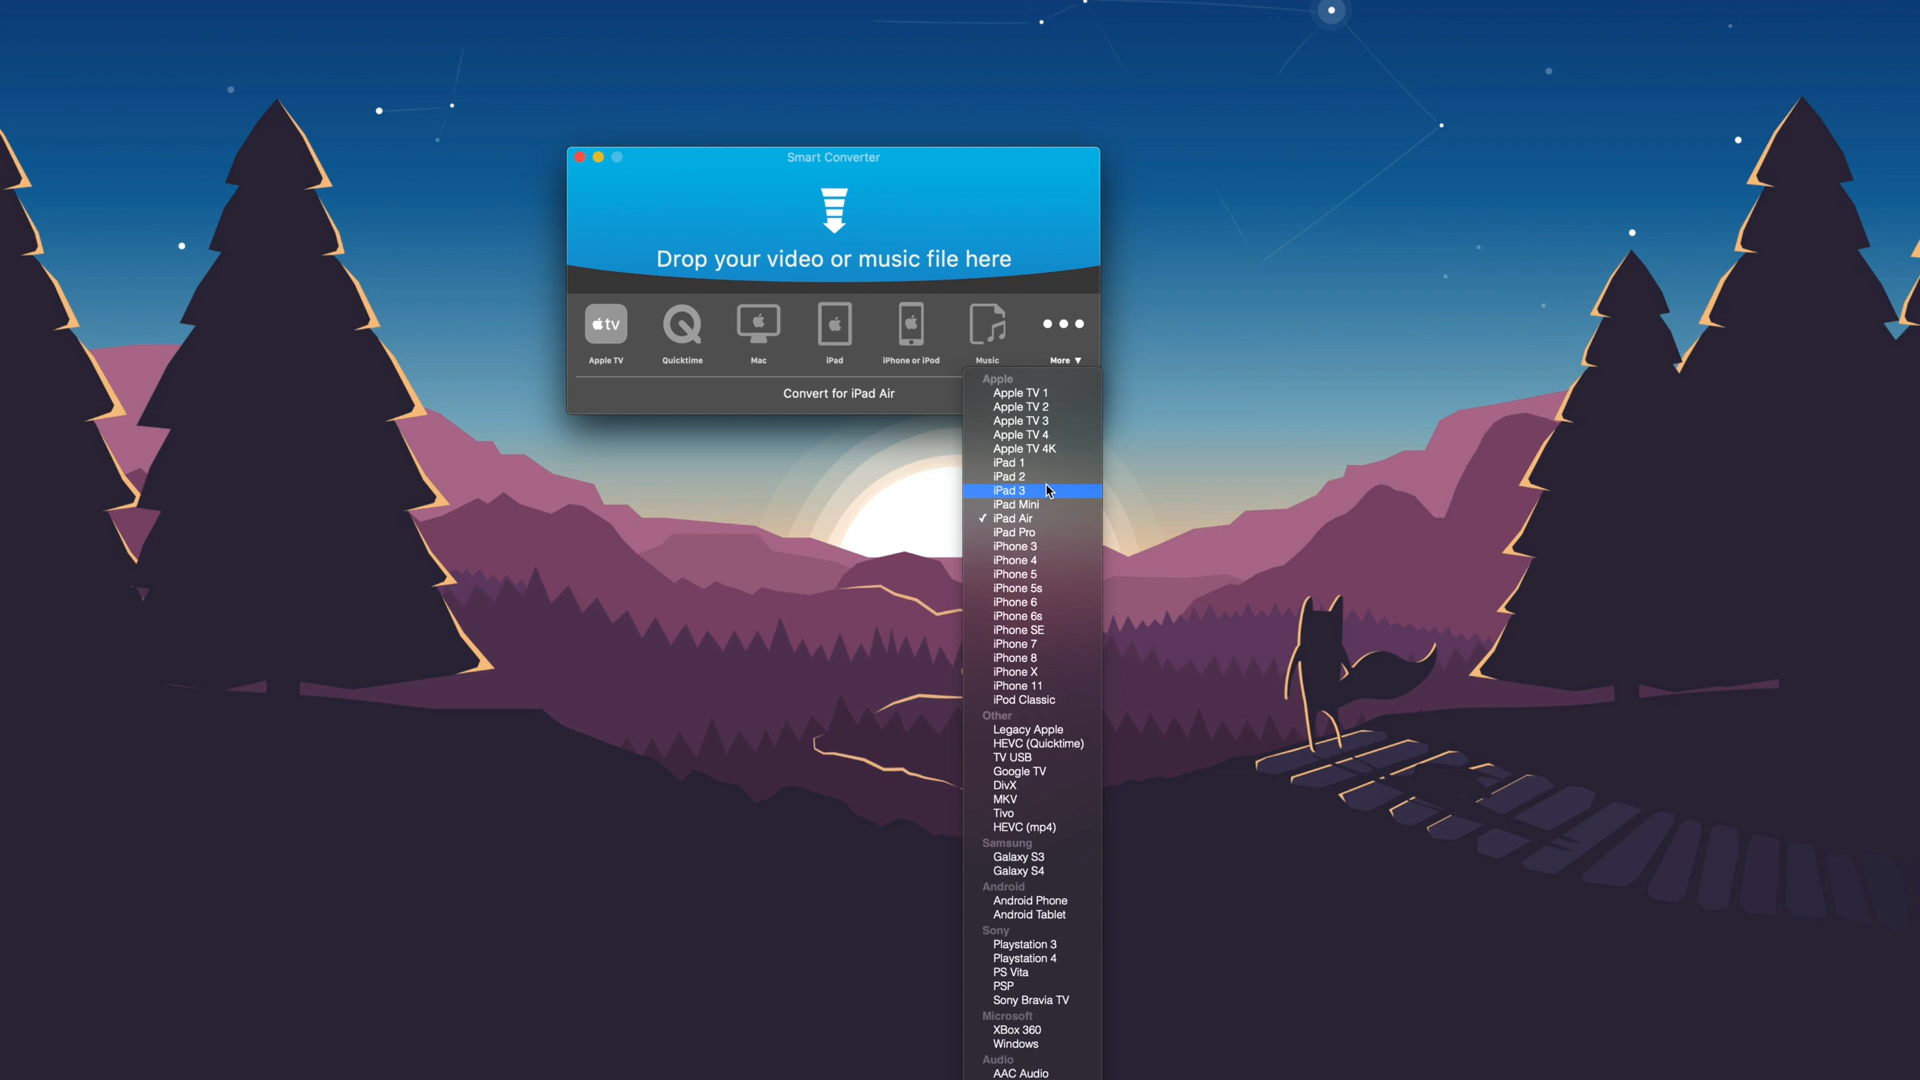 Smart Converter
Drop your video or music file here
tv
Apple TV
Quicktime
Mac
iPad
iPhone or iPod
Music
More ▼
Convert for iPad Air
Apple
Apple TV 1
Apple TV 2
Apple TV 3
Apple TV 4
Apple TV 4K
iPad 1
iPad 2
iPad 3
iPad Mini
✓ iPad Air
iPad Pro
iPhone 3
iPhone 4
iPhone 5
iPhone 5s
iPhone 6
iPhone 6s
iPhone SE
iPhone 7
iPhone 8
iPhone X
iPhone 11
iPod Classic
Other
Legacy Apple
HEVC (Quicktime)
TV USB
Google TV
DivX
MKV
Tivo
HEVC (mp4)
Samsung
Galaxy S3
Galaxy S4
Android
Android Phone
Android Tablet
Sony
Playstation 3
Playstation 4
PS Vita
PSP
Sony Bravia TV
Microsoft
XBox 360
Windows
Audio
AAC Audio